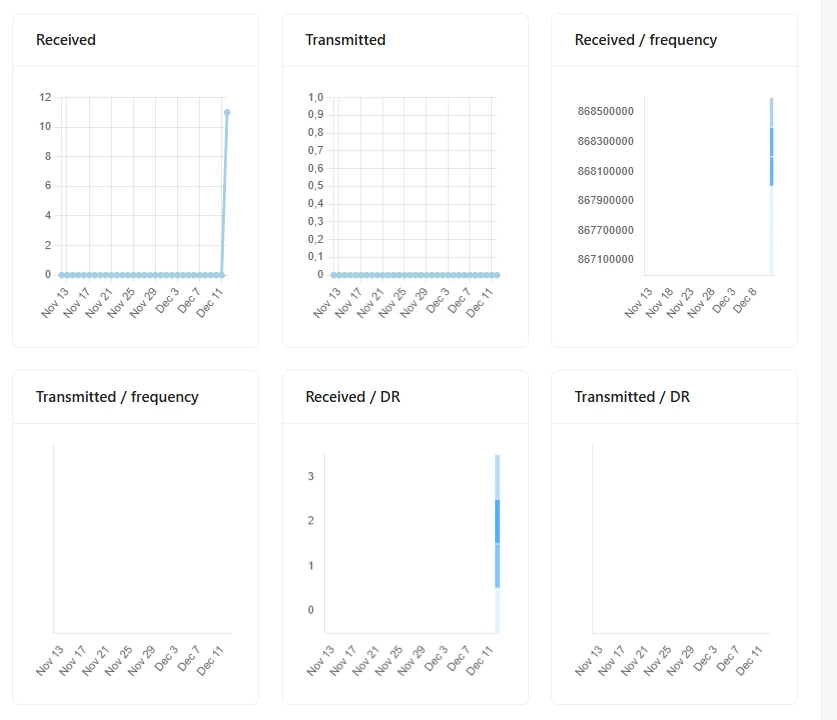 Received
12
10
8
6
4
2
0
Nov 13
Nov 17
Nov 21
Nov 25
Nov 29
Dec 3
Dec 7
Dec 11
Transmitted
1,0
0,9
0,8
0,7
0,6
0,5
0,4
0,3
0,2
0,1
0
Nov 13
Nov 17
Nov 21
Nov 25
Nov 29
Dec 3
Dec 7
Dec 11
Received / frequency
868500000
868300000
868100000
867900000
867700000
867100000
Nov 13
Nov 18
Nov 23
Nov 28
Dec 3
Dec 8
Transmitted / frequency
Nov 13
Nov 17
Nov 21
Nov 25
Nov 29
Dec 3
Dec 7
Dec 11
Received / DR
3
2
1
0
Nov 13
Nov 17
Nov 21
Nov 25
Nov 29
Dec 3
Dec 7
Dec 11
Transmitted / DR
Nov 13
Nov 17
Nov 21
Nov 25
Nov 29
Dec 3
Dec 7
Dec 11